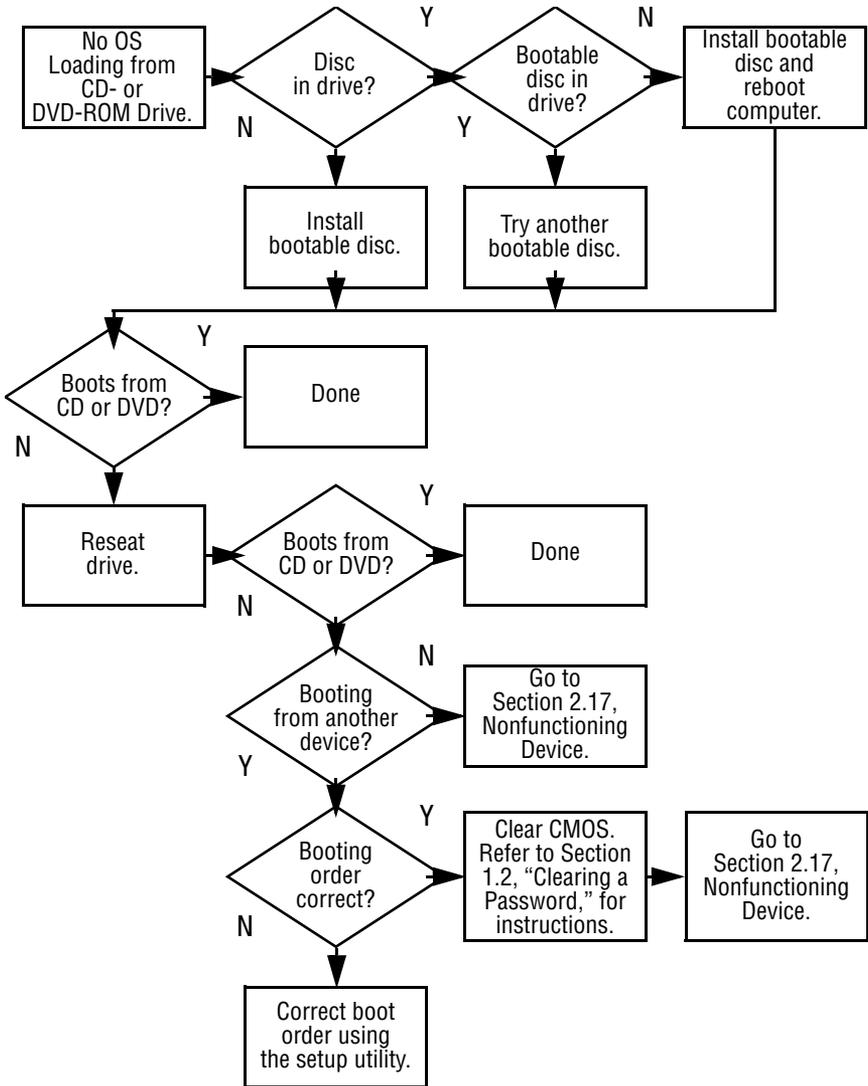 No OS
Loading from
CD- or
DVD-ROM Drive.
Y
Disc
in drive?
N
N
Bootable
disc in
drive?
Y
Install bootable
disc and
reboot
computer.
Install
bootable disc.
Try another
bootable disc.
Y
Boots from
CD or DVD?
N
Done
Reseat
drive.
Y
Boots from
CD or DVD?
N
Done
N
Booting
from another
device?
Y
Go to
Section 2.17,
Nonfunctioning
Device.
Y
Booting
order
correct?
N
Clear CMOS.
Refer to Section
1.2, “Clearing a
Password,” for
instructions.
Go to
Section 2.17,
Nonfunctioning
Device.
Correct boot
order using
the setup utility.